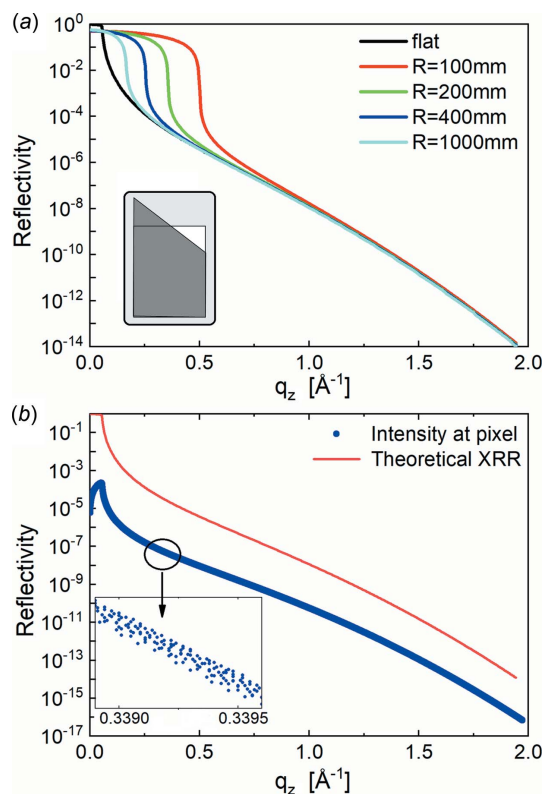 (a)
10⁰
10⁻²
10⁻⁴
10⁻⁶
10⁻⁸
10⁻¹⁰
10⁻¹²
10⁻¹⁴
Reflectivity
flat
R=100mm
R=200mm
R=400mm
R=1000mm
0.0 0.5 1.0 1.5 2.0
q_z [Å⁻¹]
(b)
10⁻¹
10⁻³
10⁻⁵
10⁻⁷
10⁻⁹
10⁻¹¹
10⁻¹³
10⁻¹⁵
10⁻¹⁷
Reflectivity
Intensity at pixel
Theoretical XRR
0.3390 0.3395
0.0 0.5 1.0 1.5 2.0
q_z [Å⁻¹]